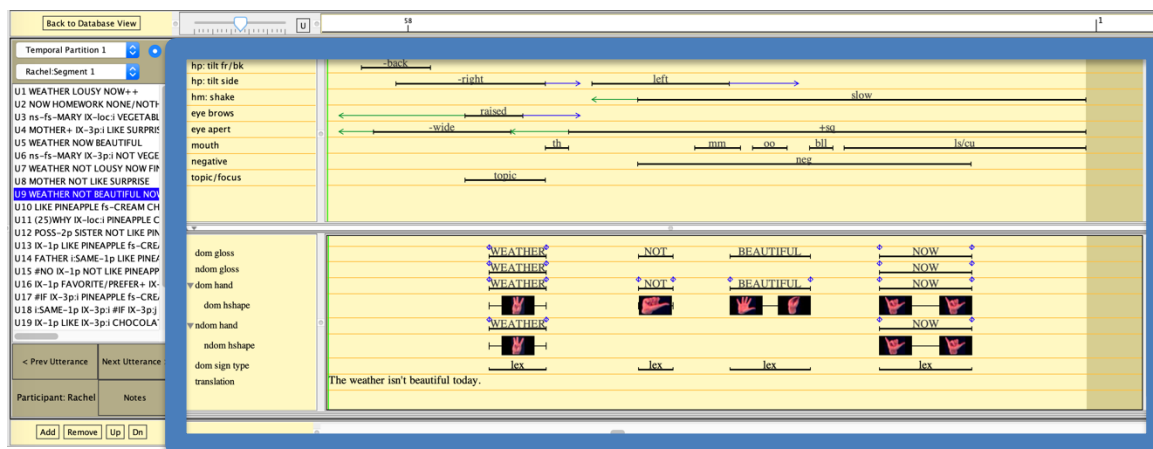 Back to Database View
U
58
1
Temporal Partition 1
Rachel:Segment 1
U1 WEATHER LOUSY NOW++
U2 NOW HOMEWORK NONE/NOTH
U3 ns-fs-MARY IX-loc:i VEGETABL
U4 MOTHER+ IX-3p:i LIKE SURPRIS
U5 WEATHER NOW BEAUTIFUL
U6 ns-fs-MARY IX-3p:i NOT VEGE
U7 WEATHER NOT LOUSY NOW FIN
U8 MOTHER NOT LIKE SURPRISE
U9 WEATHER NOT BEAUTIFUL NOW
U10 LIKE PINEAPPLE fs-CREAM CH
U11 (25)WHY IX-loc:i PINEAPPLE C
U12 POSS-2p SISTER NOT LIKE PIN
U13 IX-1p LIKE PINEAPPLE fs-CRE
U14 FATHER i:SAME-1p LIKE PINE
U15 #NO IX-1p NOT LIKE PINEAPP
U16 IX-1p FAVORITE/PREFER+ IX-
U17 #IF IX-3p:i PINEAPPLE fs-CRE
U18 i:SAME-1p IX-3p:i #IF IX-3p:j
U19 IX-1p LIKE IX-3p:i CHOCOLA
< Prev Utterance
Next Utterance >
Participant: Rachel
Notes
Add Remove Up Dn
hp: tilt fr/bk -back
hp: tilt side -right left
hm: shake slow
eye brows raised
eye apert -wide +sq
mouth th mm oo bll ls/cu
negative neg
topic/focus topic
dom gloss WEATHER NOT BEAUTIFUL NOW
ndom gloss WEATHER
dom hand WEATHER NOT BEAUTIFUL NOW
dom hshape
ndom hand WEATHER NOW
ndom hshape
dom sign type lex lex lex lex
translation The weather isn't beautiful today.